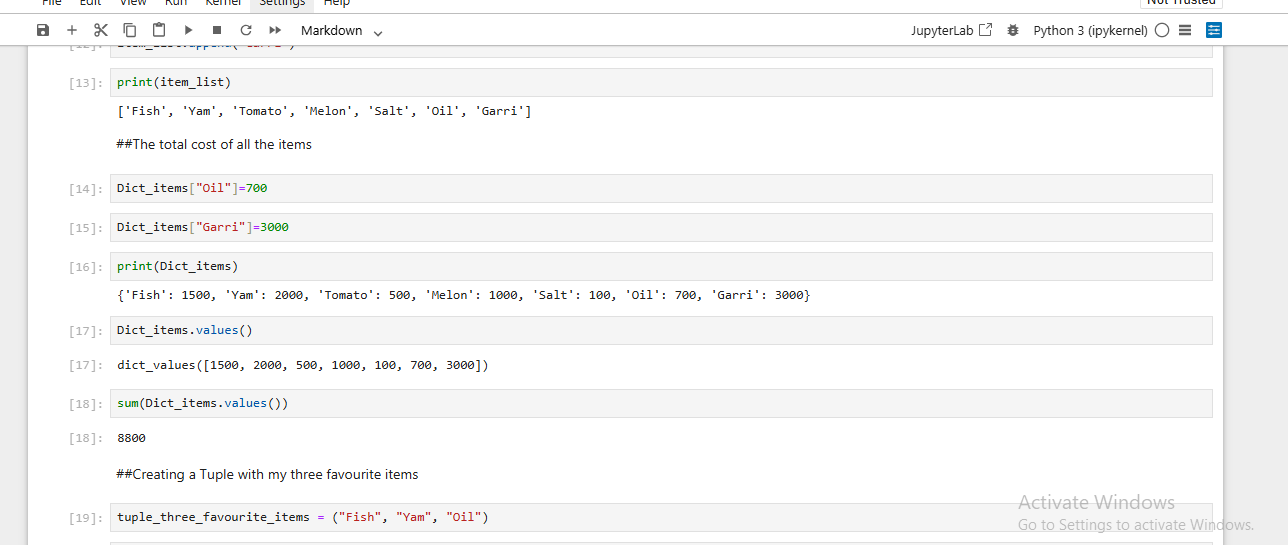 File Edit View Run Kernel Settings Help
Not Trusted
Markdown
JupyterLab
Python 3 (ipykernel)
[13]: print(item_list)
['Fish', 'Yam', 'Tomato', 'Melon', 'Salt', 'Oil', 'Garri']
##The total cost of all the items
[14]: Dict_items["Oil"]=700
[15]: Dict_items["Garri"]=3000
[16]: print(Dict_items)
{'Fish': 1500, 'Yam': 2000, 'Tomato': 500, 'Melon': 1000, 'Salt': 100, 'Oil': 700, 'Garri': 3000}
[17]: Dict_items.values()
[17]: dict_values([1500, 2000, 500, 1000, 100, 700, 3000])
[18]: sum(Dict_items.values())
[18]: 8800
##Creating a Tuple with my three favourite items
[19]: tuple_three_favourite_items = ("Fish", "Yam", "Oil")
Activate Windows
Go to Settings to activate Windows.